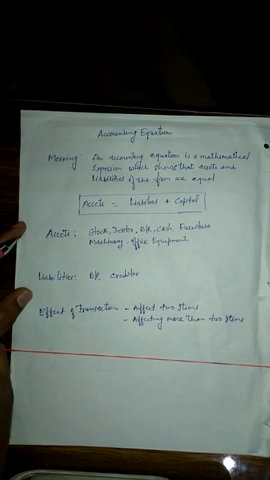 Accounting Equation
Meaning: An accounting equation is a mathematical
Expression which shows that assets and
Liabilities of the firm are equal
Assets = Liabilities + Capital
Assets: Stock, Debtor, B/R, Cash, Furniture
Machinery, office Equipment
Liabilities: B/P, creditor
Effect of Transaction - Affect two Items
- Affecting more than two Items